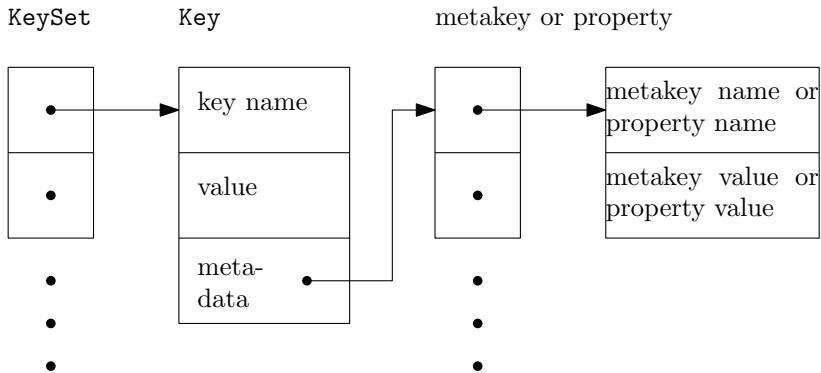 KeySet
Key
metakey or property
key name
value
meta-
data
metakey name or
property name
metakey value or
property value